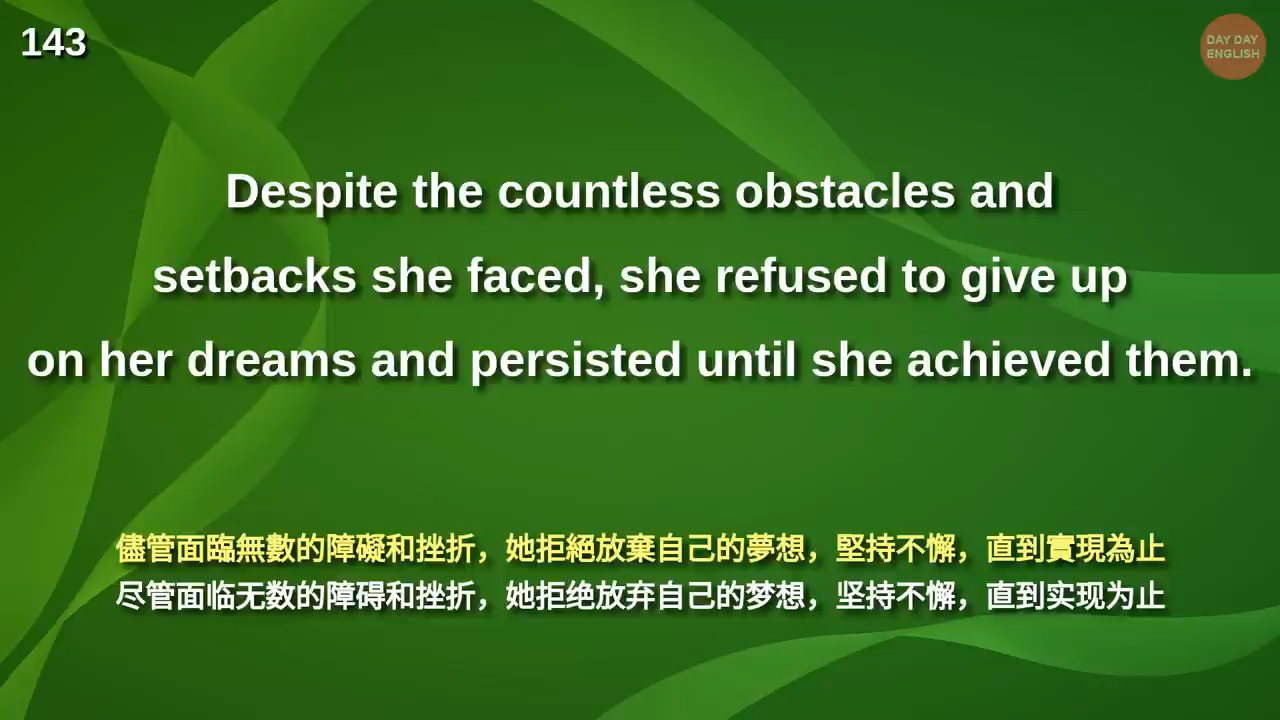 143
DAY DAY
ENGLISH
Despite the countless obstacles and
setbacks she faced, she refused to give up
on her dreams and persisted until she achieved them.
儘管面臨無數的障礙和挫折，她拒絕放棄自己的夢想，堅持不懈，直到實現為止
尽管面临无数的障碍和挫折，她拒绝放弃自己的梦想，坚持不懈，直到实现为止